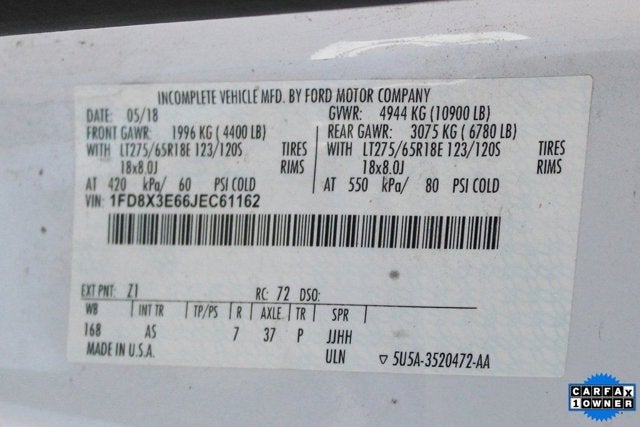 INCOMPLETE VEHICLE MFD. BY FORD MOTOR COMPANY
DATE: 05/18 GVWR: 4944 KG (10900 LB)
FRONT GAWR: 1996 KG ( 4400 LB) REAR GAWR: 3075 KG ( 6780 LB)
WITH LT275/65R18E 123/120S TIRES WITH LT275/65R18E 123/120S TIRES
18x8.0J RIMS 18x8.0J RIMS
AT 420 kPa/ 60 PSI COLD AT 550 kPa/ 80 PSI COLD
VIN: 1FD8X3E66JEC61162
EXT PNT: Z1 RC: 72 DSO:
WB INT TR TP/PS R AXLE TR SPR
168 AS 7 37 P JJHH
MADE IN U.S.A. ULN ▽ 5U5A-3520472-AA
CARFAX
1 OWNER